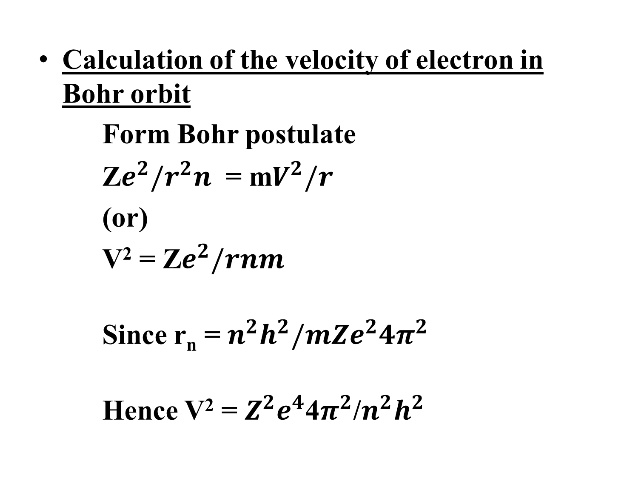 • Calculation of the velocity of electron in
Bohr orbit
Form Bohr postulate
Ze²/r²n = mV²/r
(or)
V² = Ze²/rnm
Since rₙ = n²h²/mZe²4π²
Hence V² = Z²e⁴4π²/n²h²